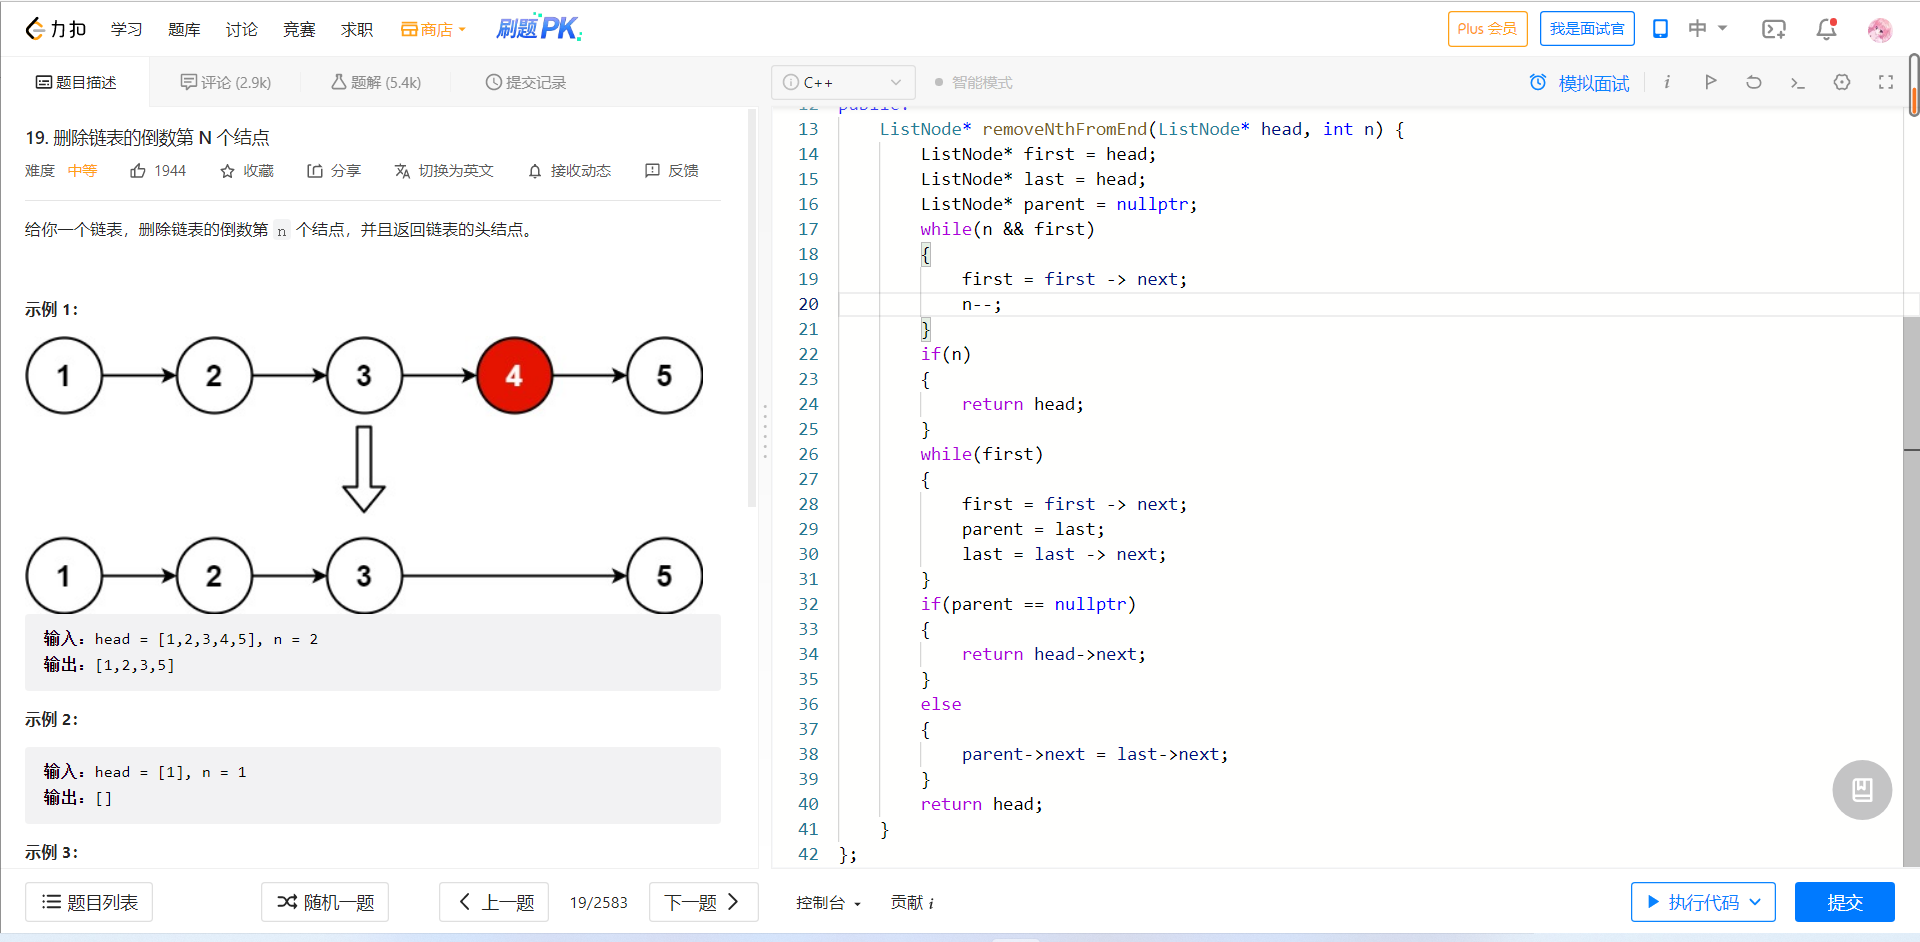 力扣 学习 题库 讨论 竞赛 求职 商店 刷题PK Plus 会员 我是面试官 中
题目描述 评论 (2.9k) 题解 (5.4k) 提交记录
i C++ 智能模式 模拟面试 i
19. 删除链表的倒数第 N 个结点
难度 中等 1944 收藏 分享 切换为英文 接收动态 反馈
给你一个链表，删除链表的倒数第 n 个结点，并且返回链表的头结点。
示例 1：
1 2 3 4 5
1 2 3 5
输入：head = [1,2,3,4,5], n = 2
输出：[1,2,3,5]
示例 2：
输入：head = [1], n = 1
输出：[]
示例 3：
12 public:
13 ListNode* removeNthFromEnd(ListNode* head, int n) {
14 ListNode* first = head;
15 ListNode* last = head;
16 ListNode* parent = nullptr;
17 while(n && first)
18 {
19 first = first -> next;
20 n--;
21 }
22 if(n)
23 {
24 return head;
25 }
26 while(first)
27 {
28 first = first -> next;
29 parent = last;
30 last = last -> next;
31 }
32 if(parent == nullptr)
33 {
34 return head->next;
35 }
36 else
37 {
38 parent->next = last->next;
39 }
40 return head;
41 }
42 };
题目列表 随机一题 上一题 19/2583 下一题 控制台 贡献 i 执行代码 提交